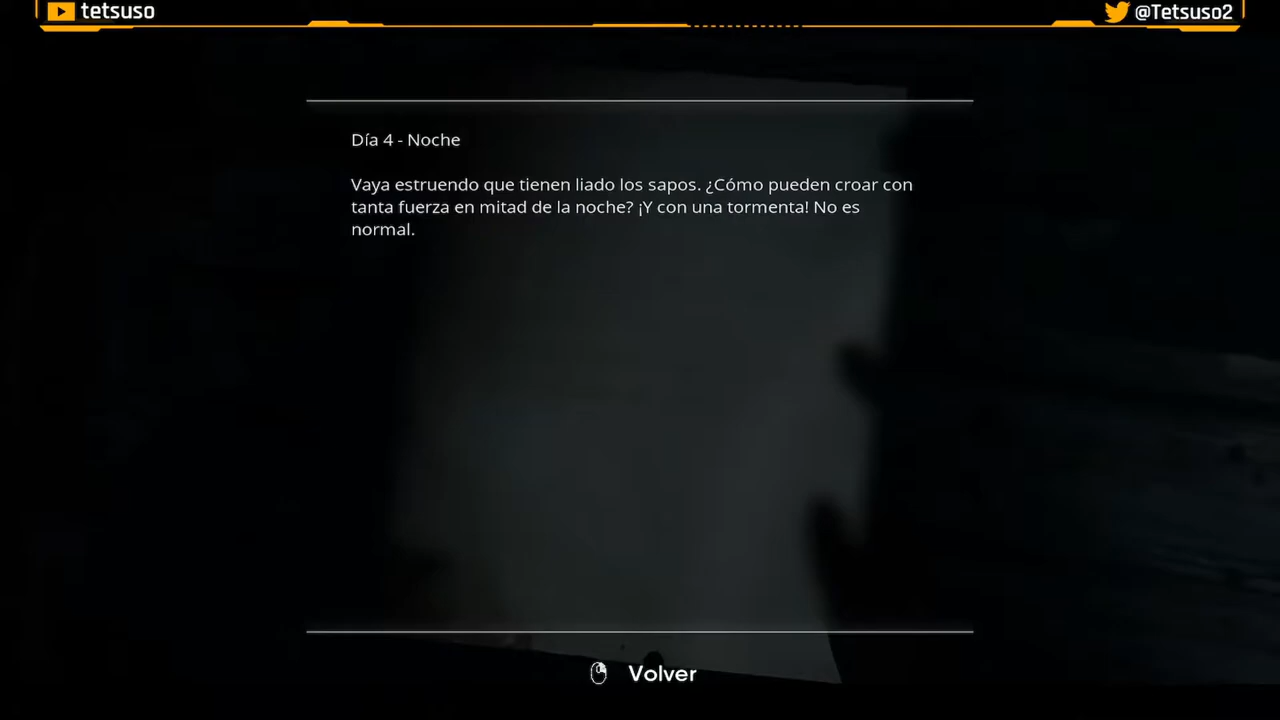 tetsuso
@Tetsuso2
Día 4 - Noche
Vaya estruendo que tienen liado los sapos. ¿Cómo pueden croar con
tanta fuerza en mitad de la noche? ¡Y con una tormenta! No es
normal.
Volver